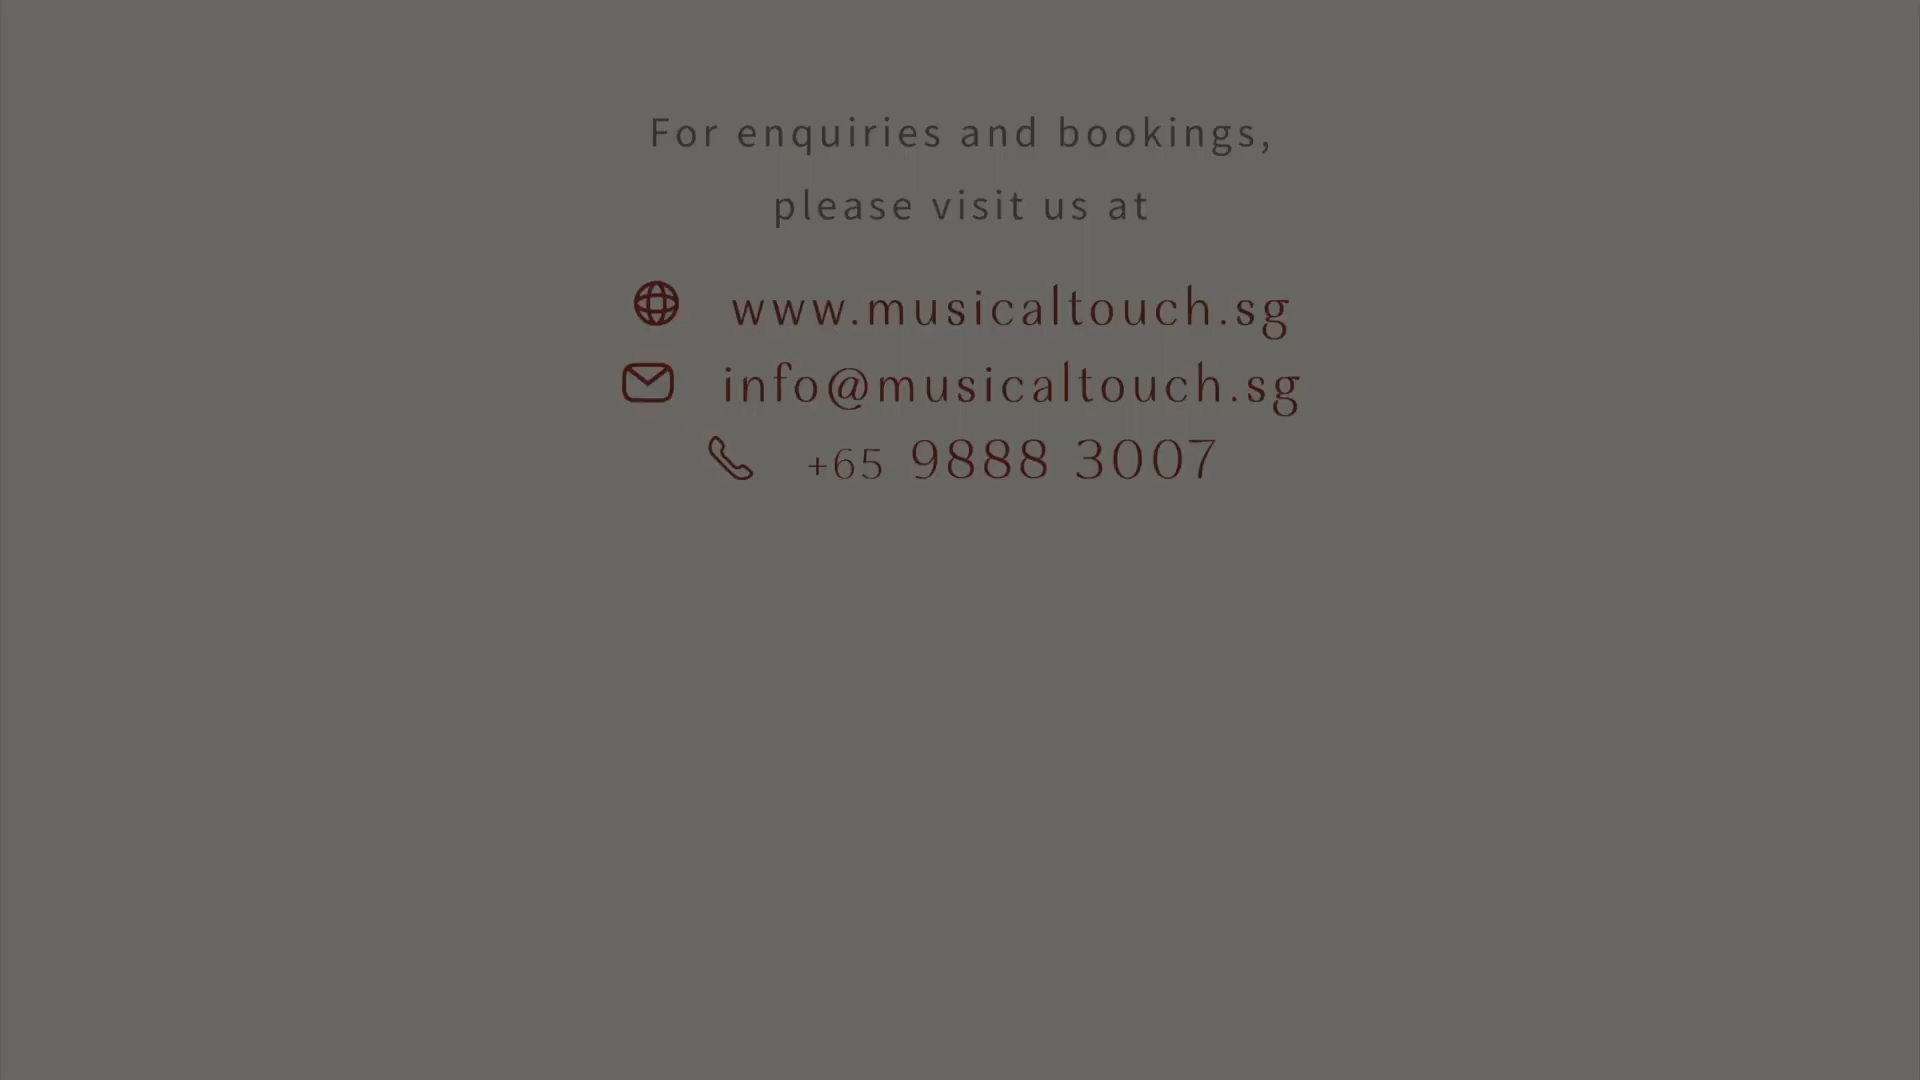 For enquiries and bookings,
please visit us at
www.musicaltouch.sg
info@musicaltouch.sg
+65 9888 3007